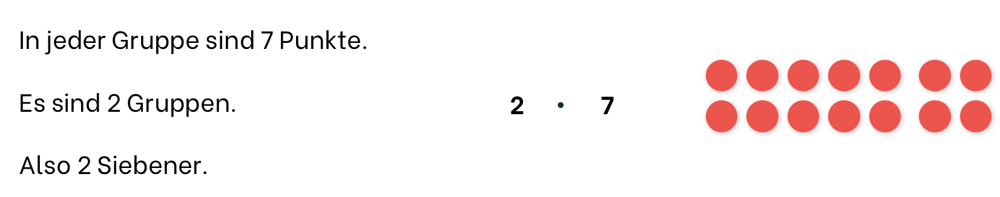 In jeder Gruppe sind 7 Punkte.
Es sind 2 Gruppen.
2 · 7
Also 2 Siebener.